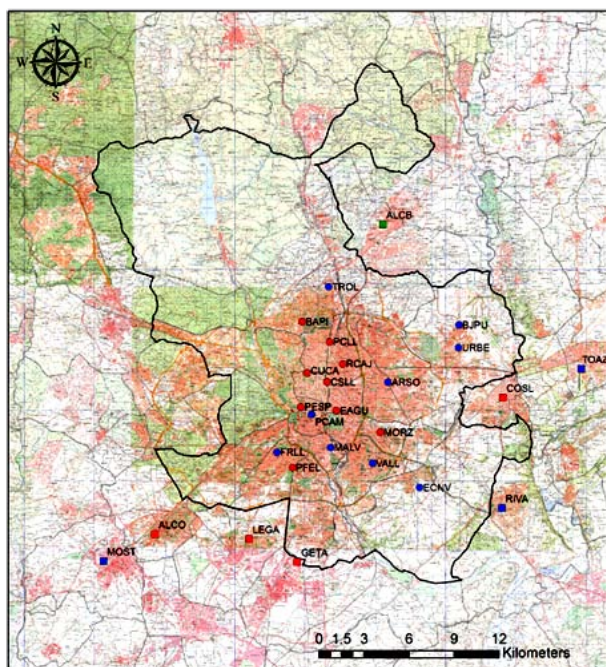 N
W E
S
ALCB
TROL
BAPI
BJPU
PCLL
URBE
RCAJ
TOAZ
CUCA
CSLL
ARSO
COSL
PESP
EAGU
PCAM
MORZ
MALV
FRLL
VALL
PFEL
ECNV
RIVA
ALCO
LEGA
MOST
GETA
0 1.5 3 6 9 12
Kilometers